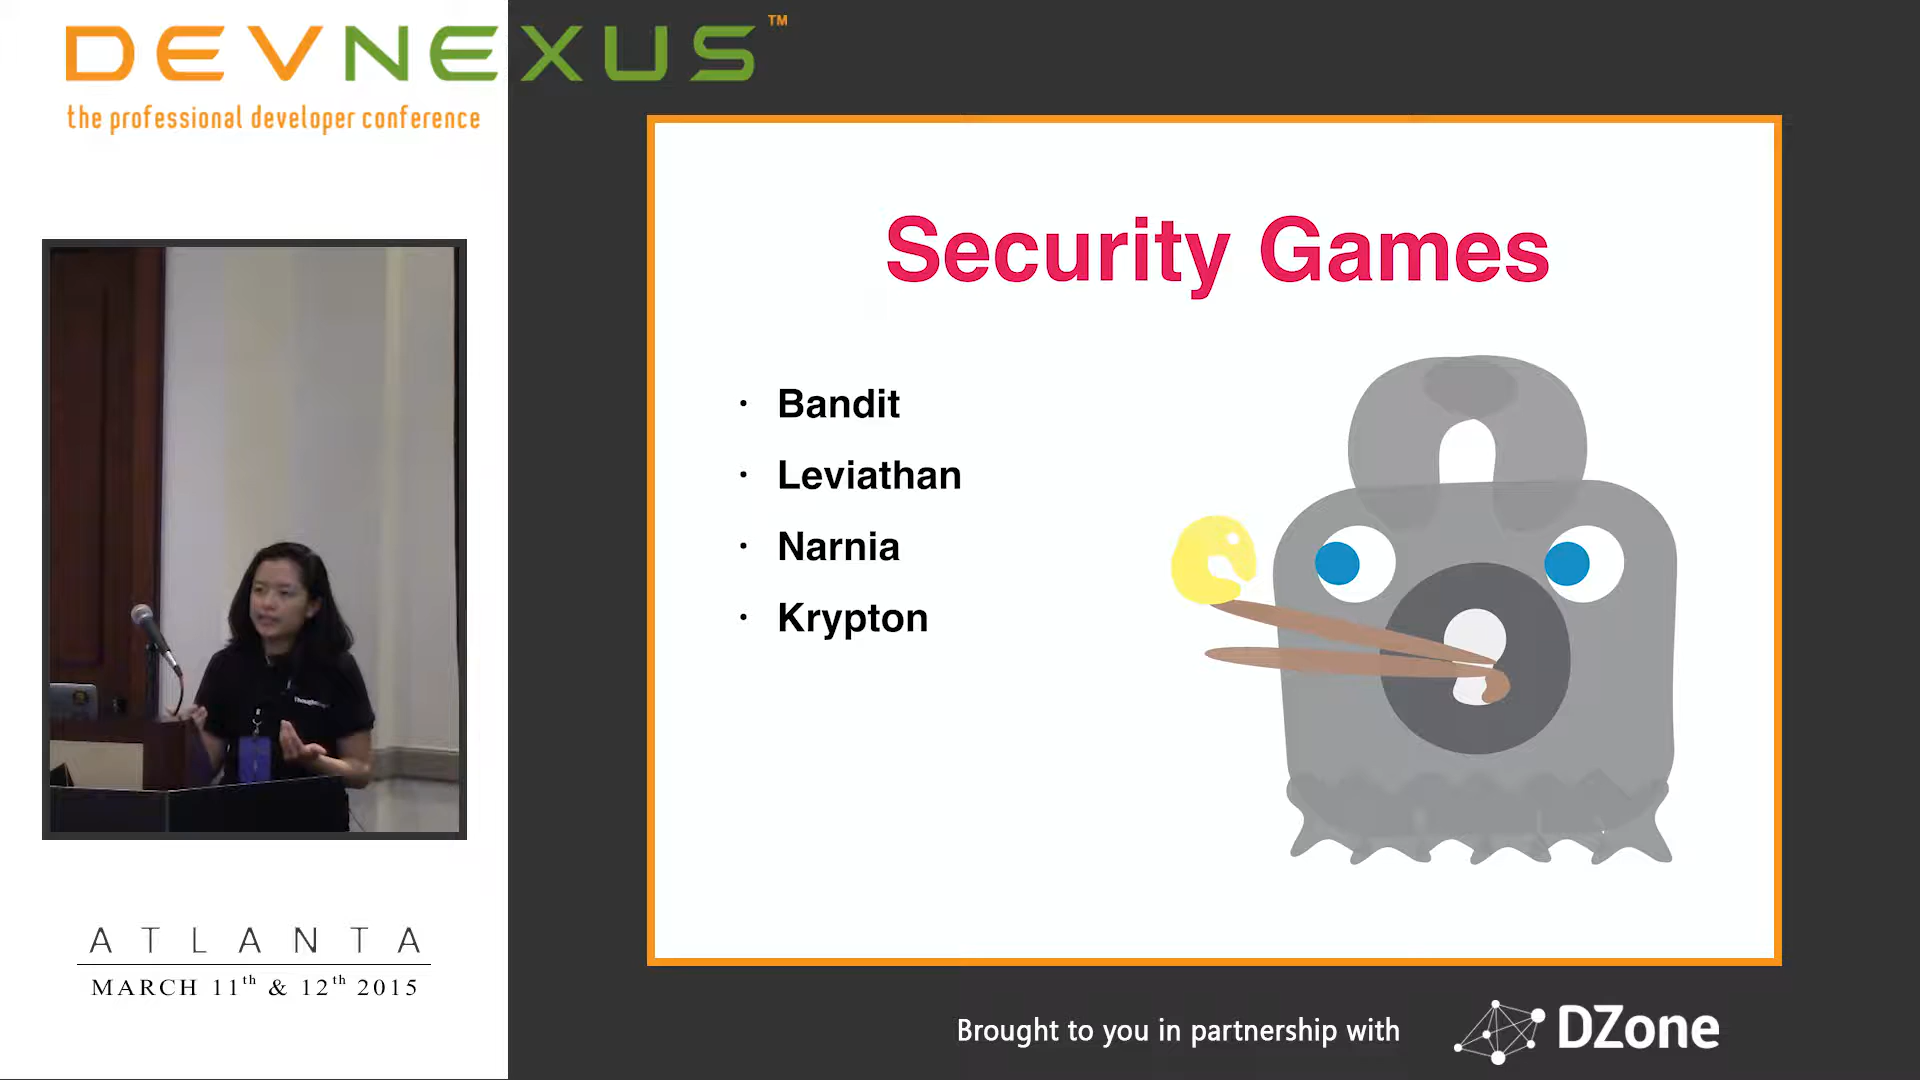 DEVNEXUS™
the professional developer conference
Security Games
· Bandit
· Leviathan
· Narnia
· Krypton
ATLANTA
MARCH 11th & 12th 2015
Brought to you in partnership with
DZone